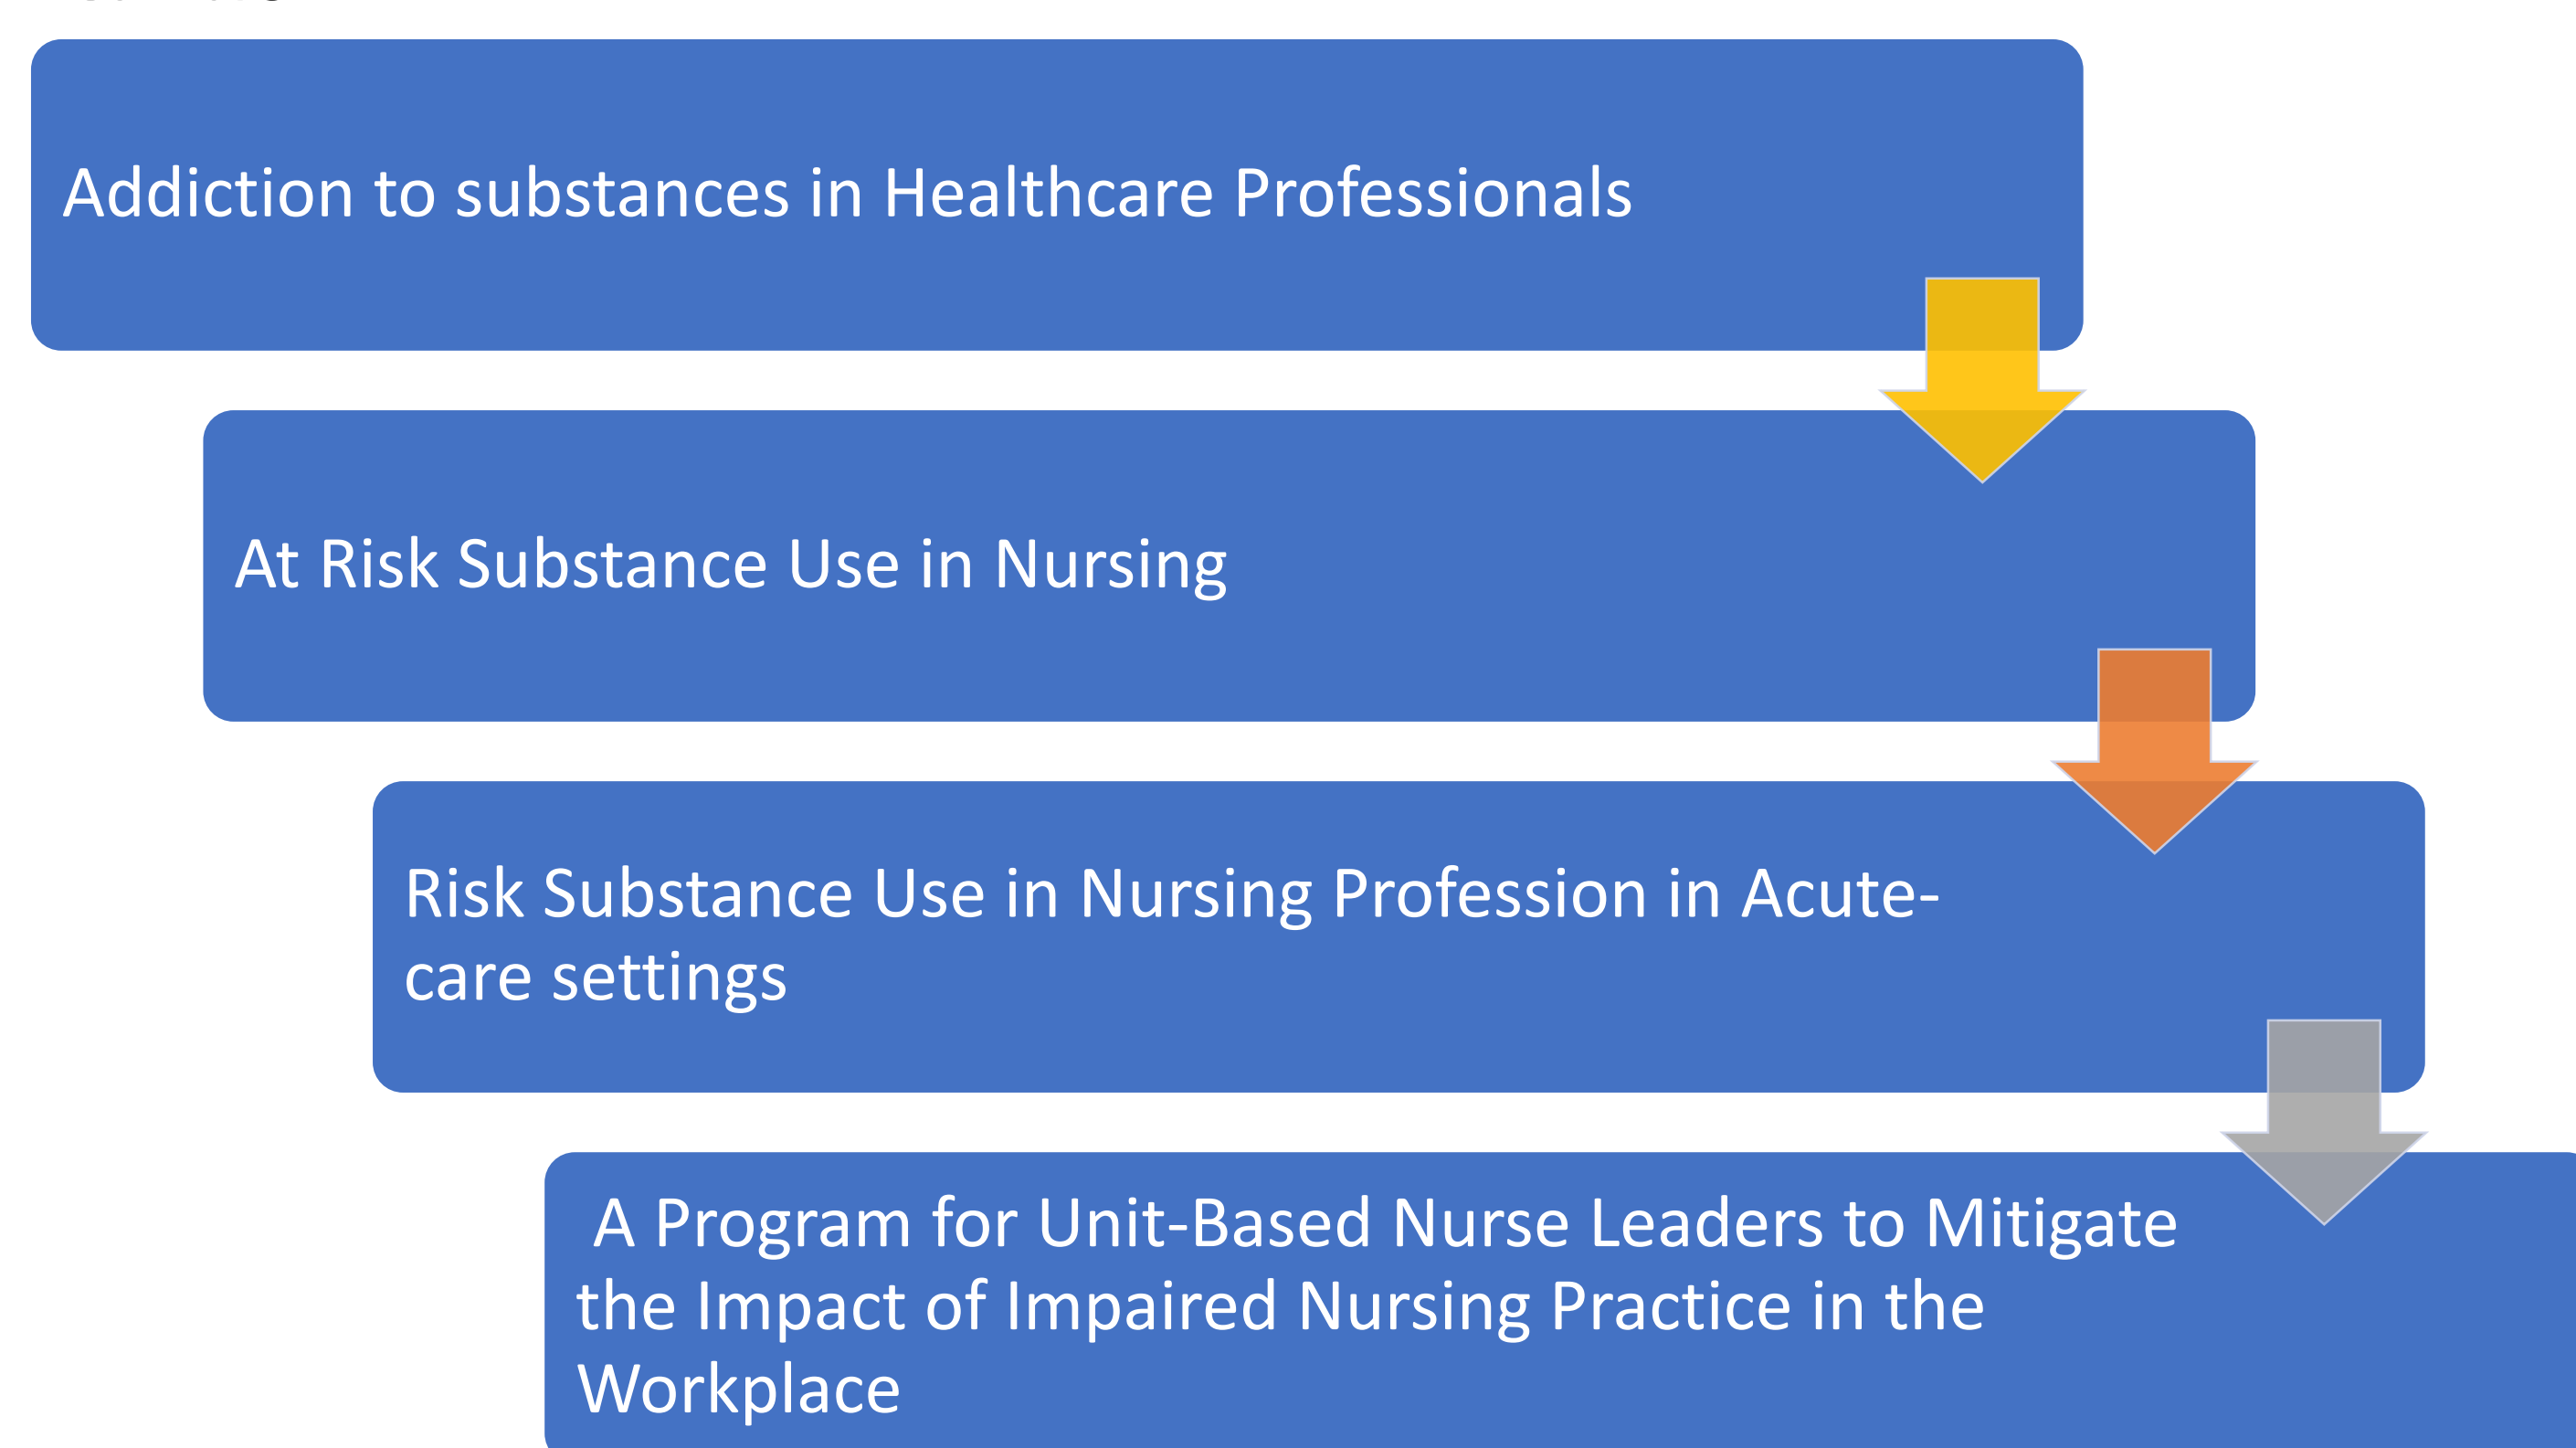 Addiction to substances in Healthcare Professionals
At Risk Substance Use in Nursing
Risk Substance Use in Nursing Profession in Acute-
care settings
A Program for Unit-Based Nurse Leaders to Mitigate
the Impact of Impaired Nursing Practice in the
Workplace